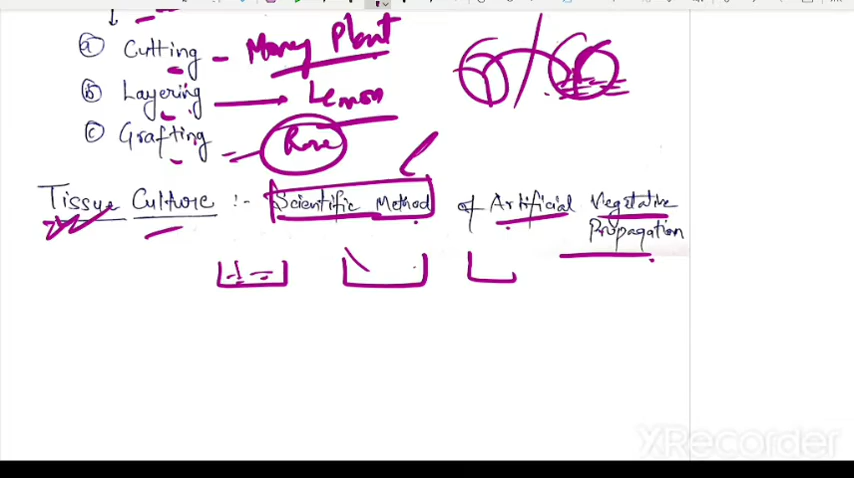 a Cutting - Money Plant
b Layering → Lemon
c Grafting - Rose
Tissue Culture :- Scientific Method of Artificial Vegetative
Propagation
XRecorder